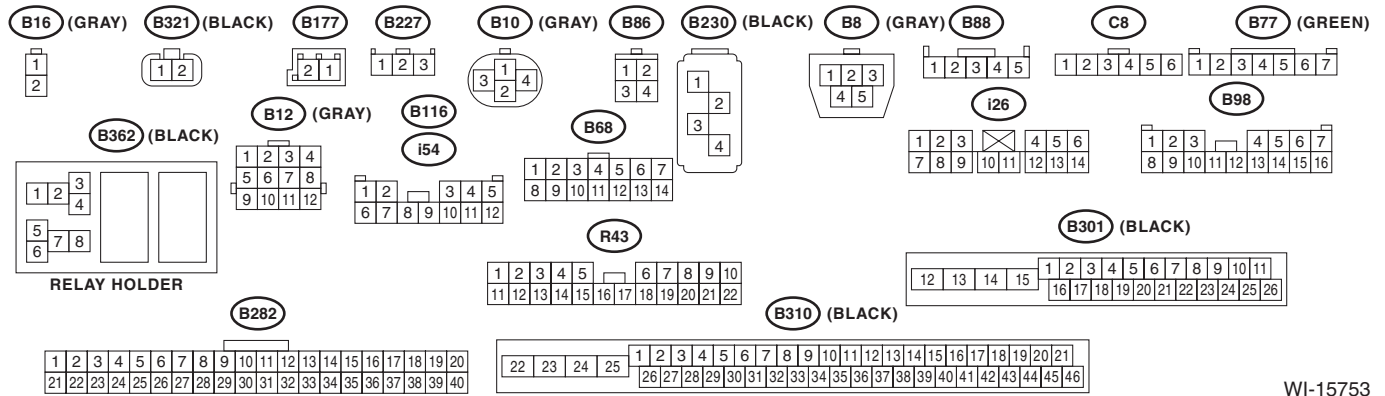 B16 (GRAY) B321 (BLACK) B177 B227 B10 (GRAY) B86 B230 (BLACK) B8 (GRAY) B88 C8 B77 (GREEN)
1
2
1 2
2 1
1 2 3
1
3 4
2
1 2
3 4
1
2
3
4
1 2 3
4 5
1 2 3 4 5
1 2 3 4 5 6
1 2 3 4 5 6 7
B362 (BLACK)
1 2 3
4
5
6 7 8
RELAY HOLDER
B12 (GRAY)
1 2 3 4
5 6 7 8
9 10 11 12
B116
i54
1 2 3 4 5
6 7 8 9 10 11 12
B68
1 2 3 4 5 6 7
8 9 10 11 12 13 14
i26
1 2 3 4 5 6
7 8 9 10 11 12 13 14
B98
1 2 3 4 5 6 7
8 9 10 11 12 13 14 15 16
R43
1 2 3 4 5 6 7 8 9 10
11 12 13 14 15 16 17 18 19 20 21 22
B301 (BLACK)
12 13 14 15 1 2 3 4 5 6 7 8 9 10 11
16 17 18 19 20 21 22 23 24 25 26
B282
1 2 3 4 5 6 7 8 9 10 11 12 13 14 15 16 17 18 19 20
21 22 23 24 25 26 27 28 29 30 31 32 33 34 35 36 37 38 39 40
B310 (BLACK)
22 23 24 25 1 2 3 4 5 6 7 8 9 10 11 12 13 14 15 16 17 18 19 20 21
26 27 28 29 30 31 32 33 34 35 36 37 38 39 40 41 42 43 44 45 46
WI-15753